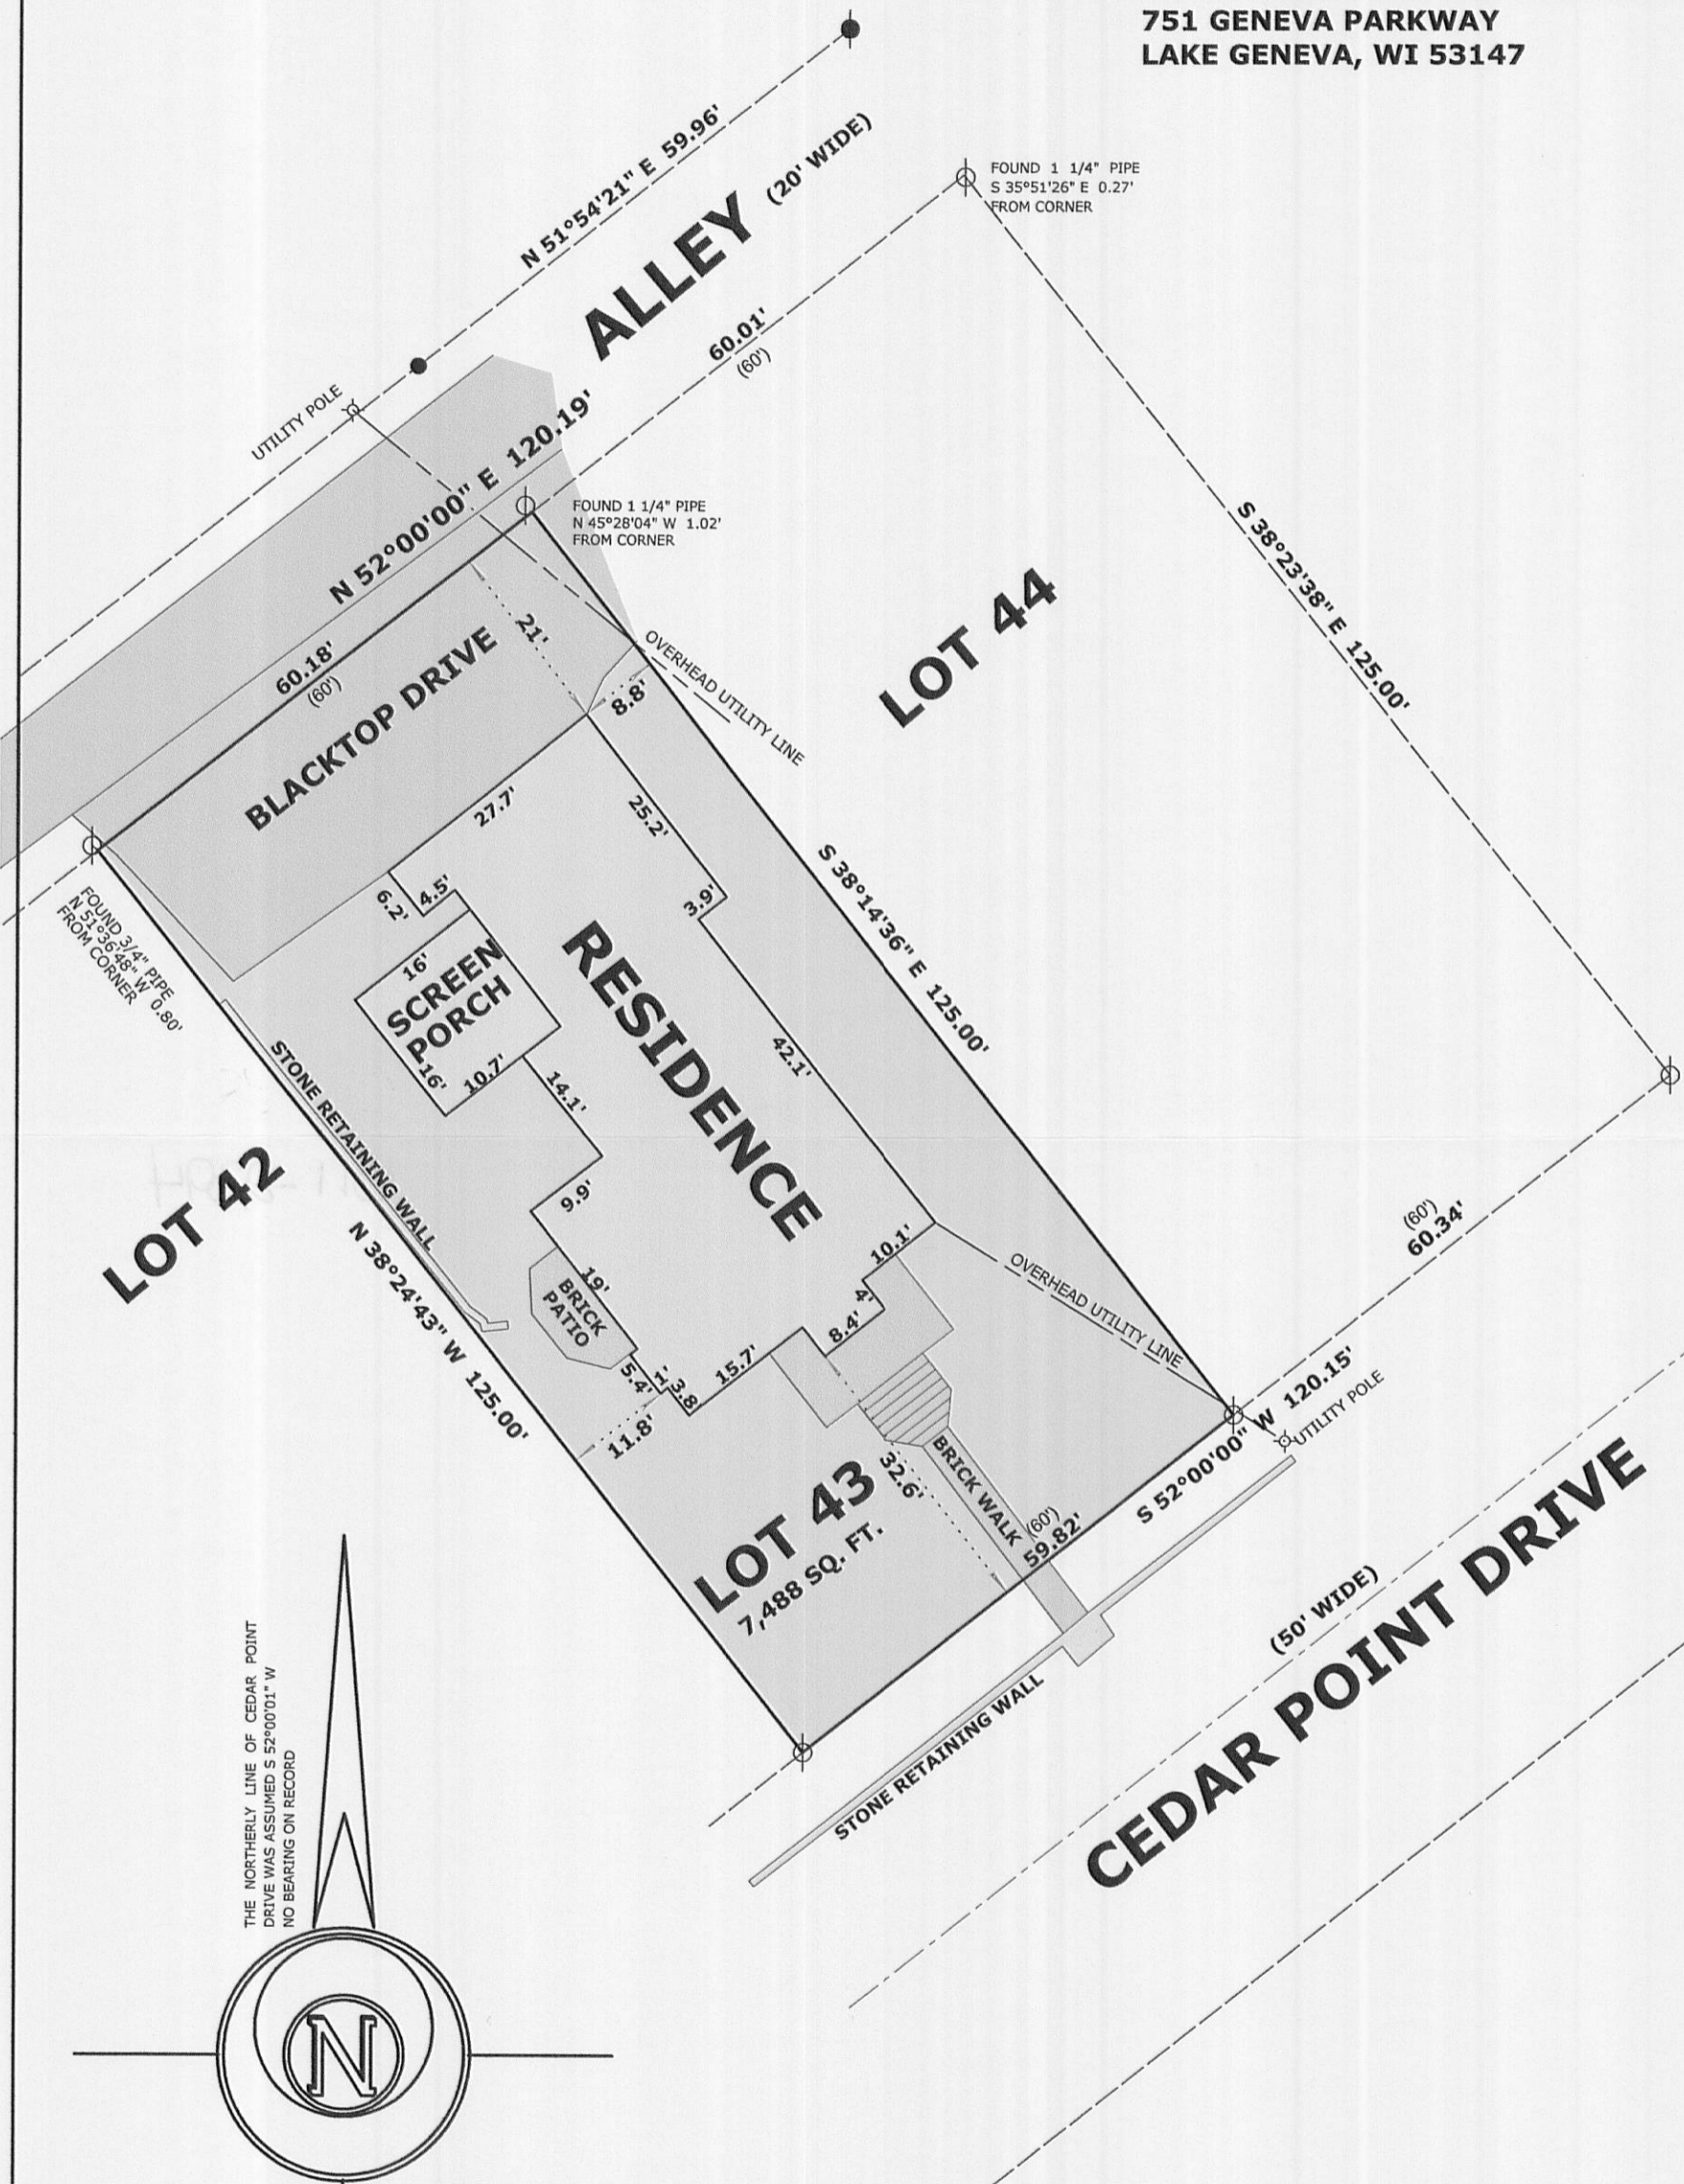 751 GENEVA PARKWAY
LAKE GENEVA, WI 53147
N 51°54'21" E 59.96'
ALLEY
(20' WIDE)
FOUND 1 1/4" PIPE
S 35°51'26" E 0.27'
FROM CORNER
60.01'
(60')
UTILITY POLE
N 52°00'00" E 120.19'
FOUND 1 1/4" PIPE
N 45°28'04" W 1.02'
FROM CORNER
S 38°23'38" E 125.00'
60.18'
(60')
BLACKTOP DRIVE
21'
8.8'
OVERHEAD UTILITY LINE
LOT 44
27.7'
25.2'
FOUND 3/4" PIPE
N 51°36'48" W 0.80'
FROM CORNER
6.2'
4.5'
3.9'
S 38°14'36" E 125.00'
16'
SCREEN
PORCH
16'
10.7'
14.1'
RESIDENCE
42.1'
STONE RETAINING WALL
LOT 42
9.9'
N 38°24'43" W 125.00'
19'
BRICK
PATIO
10.1'
4'
8.4'
OVERHEAD UTILITY LINE
(60')
60.34'
5.4'
1'
3.8
15.7'
11.8'
32.6'
BRICK WALK
LOT 43
7,488 SQ. FT.
(60')
59.82'
S 52°00'00" W 120.15'
UTILITY POLE
(50' WIDE)
CEDAR POINT DRIVE
STONE RETAINING WALL
THE NORTHERLY LINE OF CEDAR POINT
DRIVE WAS ASSUMED S 52°00'01" W
NO BEARING ON RECORD
N